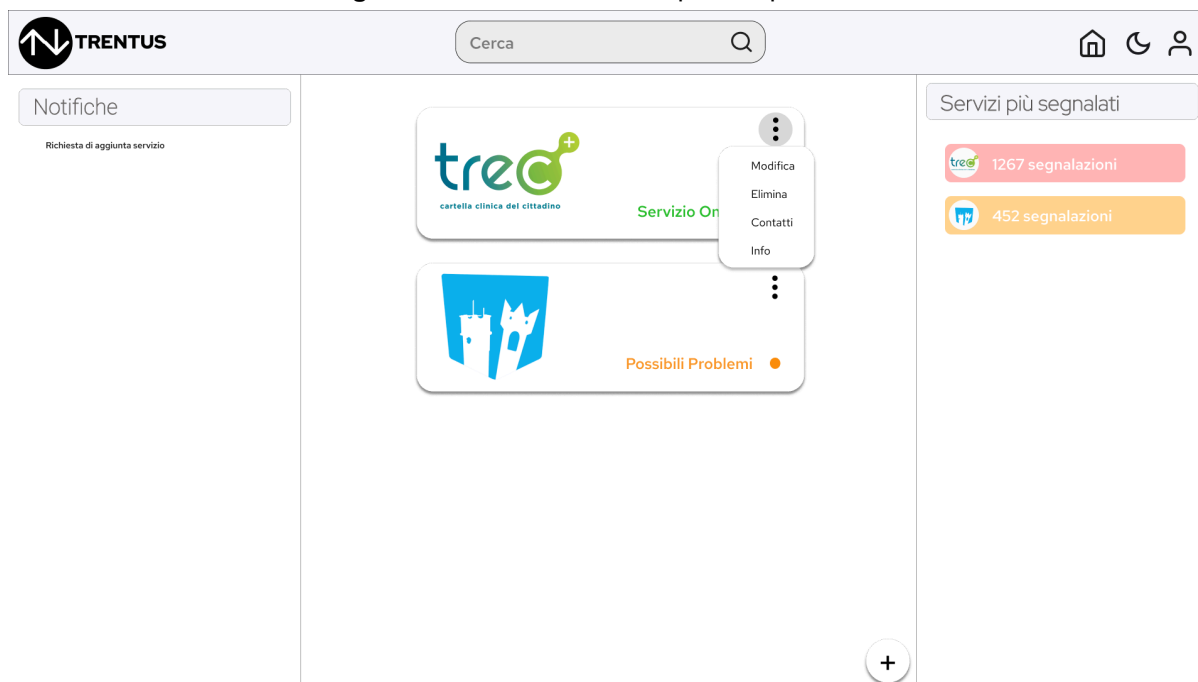 TRENTUS
Cerca
Notifiche
Richiesta di aggiunta servizio
trec+
cartella clinica del cittadino
Servizio On
Modifica
Elimina
Contatti
Info
Possibili Problemi
+
Servizi più segnalati
trec
1267 segnalazioni
452 segnalazioni